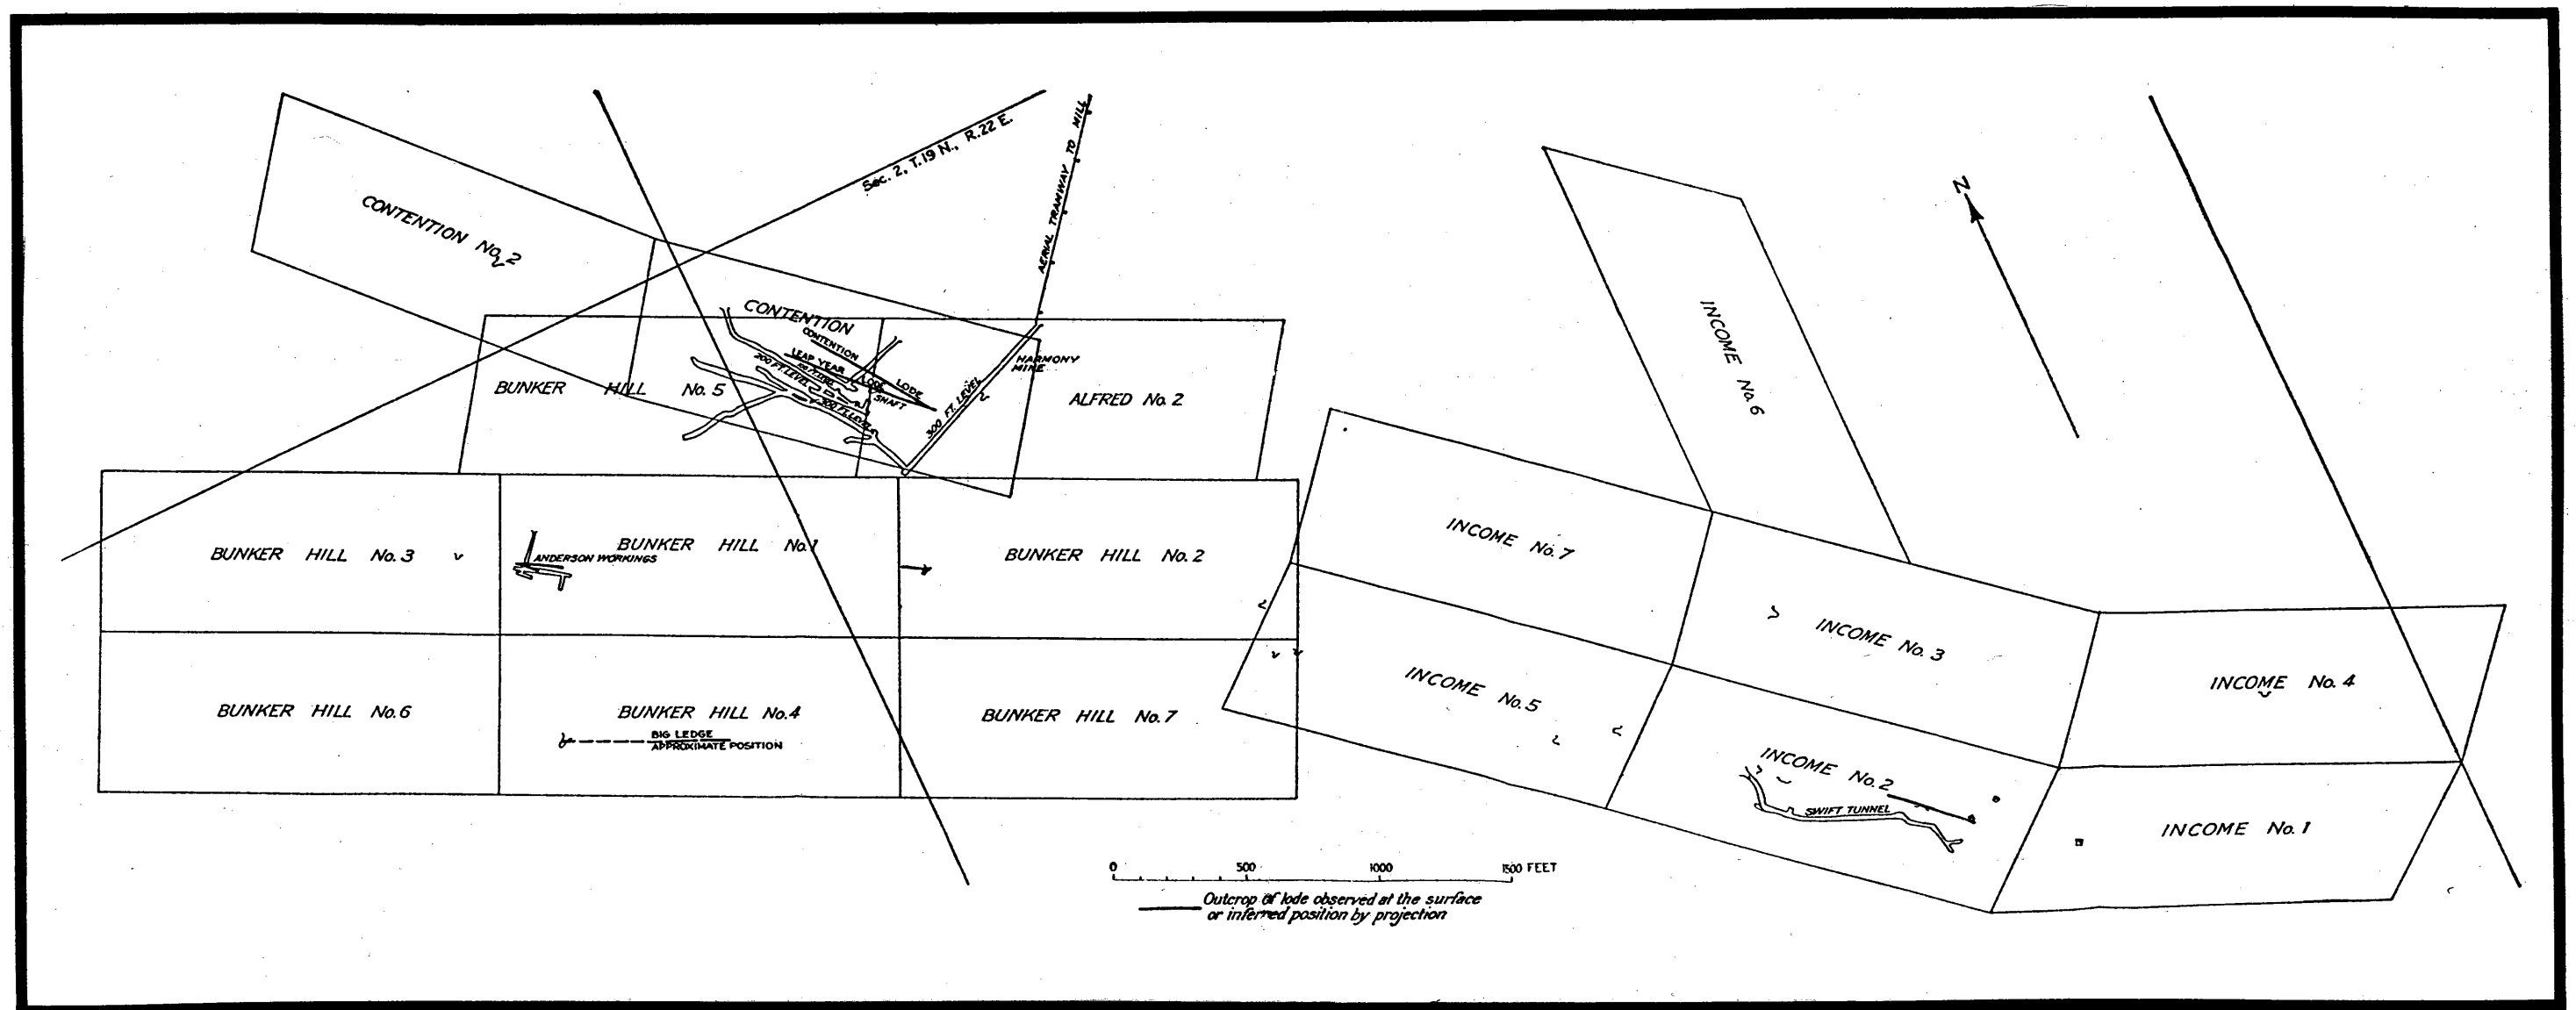 Sec. 2, T.19 N., R.22 E.
AERIAL TRAMWAY TO MILL
N
CONTENTION No. 2
CONTENTION
CONTENTION LODE
LEAP YEAR LODE
200 FT. LEVEL
SHAFT
300 FT. LEVEL
300 FT. LEVEL
HARMONY
MINE
BUNKER HILL No. 5
ALFRED No. 2
INCOME No. 6
BUNKER HILL No. 3
BUNKER HILL No. 1
ANDERSON WORKINGS
BUNKER HILL No. 2
INCOME No. 7
INCOME No. 3
INCOME No. 5
INCOME No. 4
BUNKER HILL No. 6
BUNKER HILL No. 4
BIG LEDGE
APPROXIMATE POSITION
BUNKER HILL No. 7
INCOME No. 2
SWIFT TUNNEL
INCOME No. 1
0 500 1000 1500 FEET
Outcrop of lode observed at the surface
or inferred position by projection